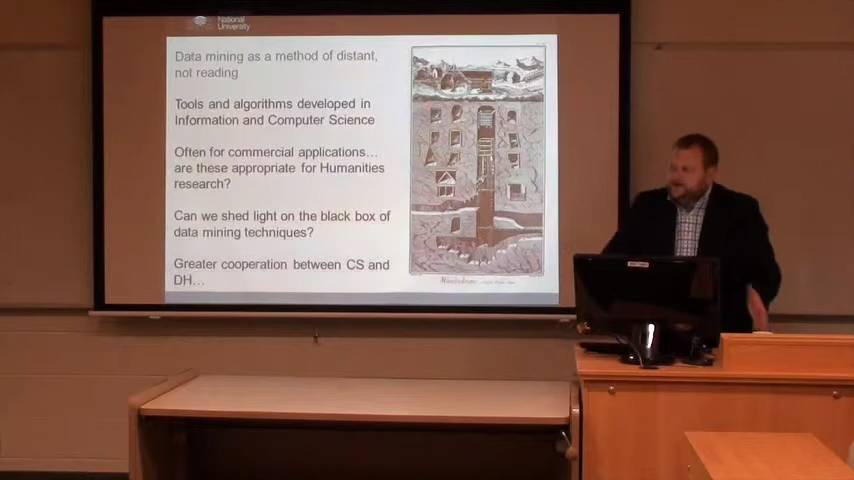 National
University
Data mining as a method of distant,
not reading
Tools and algorithms developed in
Information and Computer Science
Often for commercial applications…
are these appropriate for Humanities
research?
Can we shed light on the black box of
data mining techniques?
Greater cooperation between CS and
DH…